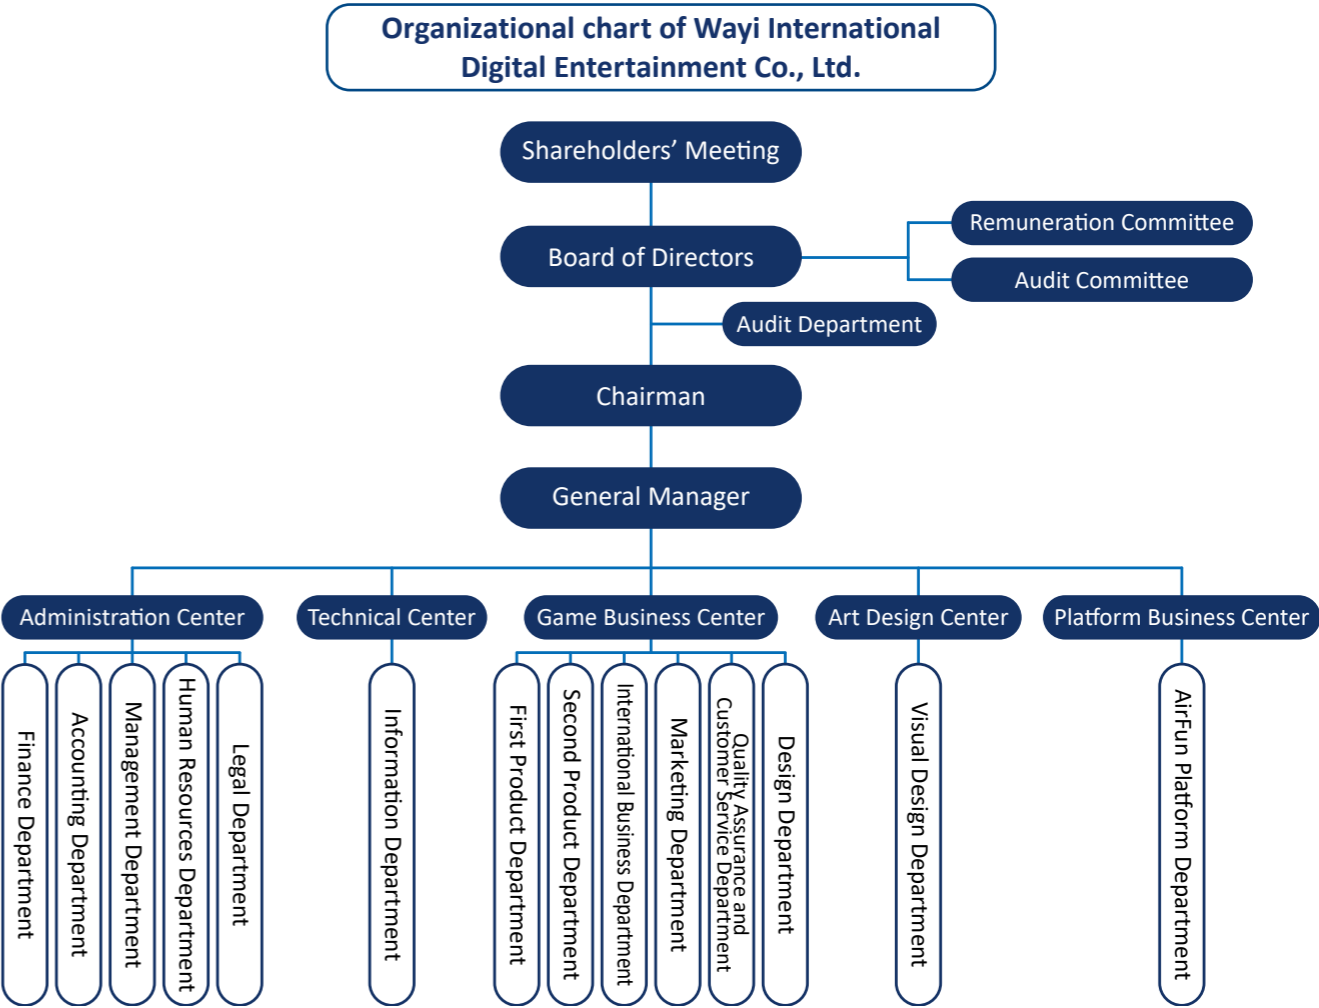 Organizational chart of Wayi International
Digital Entertainment Co., Ltd.
Shareholders’ Meeting
Board of Directors
Remuneration Committee
Audit Committee
Audit Department
Chairman
General Manager
Administration Center
Technical Center
Game Business Center
Art Design Center
Platform Business Center
Finance Department
Accounting Department
Management Department
Human Resources Department
Legal Department
Information Department
First Product Department
Second Product Department
International Business Department
Marketing Department
Quality Assurance and
Customer Service Department
Design Department
Visual Design Department
AirFun Platform Department